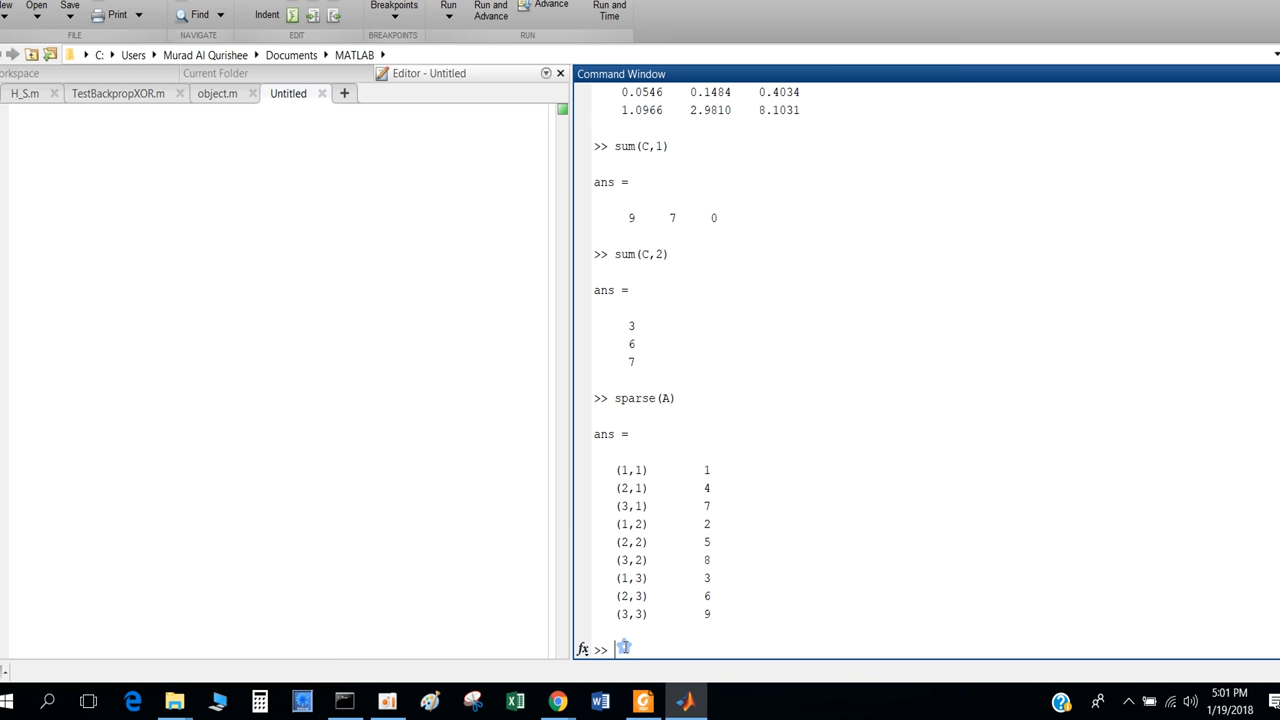 New Open Save Print Find Indent Breakpoints Run Run and Advance Advance Run and Time
FILE NAVIGATE EDIT BREAKPOINTS RUN
C: Users Murad Al Qurishee Documents MATLAB
Current Folder Editor - Untitled Command Window
H_S.m TestBackpropXOR.m object.m Untitled +
0.0546 0.1484 0.4034
1.0966 2.9810 8.1031
>> sum(C,1)
ans =
9 7 0
>> sum(C,2)
ans =
3
6
7
>> sparse(A)
ans =
(1,1) 1
(2,1) 4
(3,1) 7
(1,2) 2
(2,2) 5
(3,2) 8
(1,3) 3
(2,3) 6
(3,3) 9
fx >>
5:01 PM
1/19/2018